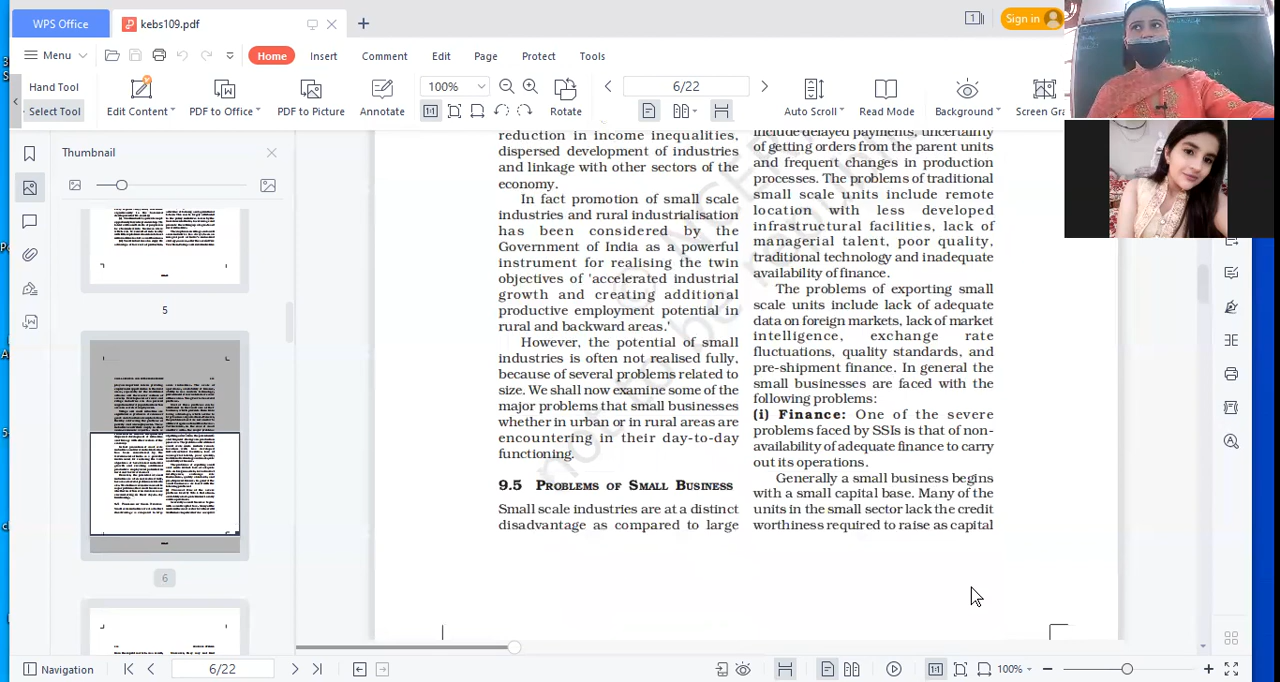 WPS Office
kebs109.pdf
Sign in
Menu
Home
Insert
Comment
Edit
Page
Protect
Tools
Hand Tool
Select Tool
Edit Content
PDF to Office
PDF to Picture
Annotate
100%
Rotate
6/22
Auto Scroll
Read Mode
Background
Screen Gra
Thumbnail
5
6
reduction in income inequalities,
dispersed development of industries
and linkage with other sectors of the
economy.
In fact promotion of small scale
industries and rural industrialisation
has been considered by the
Government of India as a powerful
instrument for realising the twin
objectives of 'accelerated industrial
growth and creating additional
productive employment potential in
rural and backward areas.'
However, the potential of small
industries is often not realised fully,
because of several problems related to
size. We shall now examine some of the
major problems that small businesses
whether in urban or in rural areas are
encountering in their day-to-day
functioning.
9.5 PROBLEMS OF SMALL BUSINESS
Small scale industries are at a distinct
disadvantage as compared to large
include delayed payments, uncertainty
of getting orders from the parent units
and frequent changes in production
processes. The problems of traditional
small scale units include remote
location with less developed
infrastructural facilities, lack of
managerial talent, poor quality,
traditional technology and inadequate
availability of finance.
The problems of exporting small
scale units include lack of adequate
data on foreign markets, lack of market
intelligence, exchange rate
fluctuations, quality standards, and
pre-shipment finance. In general the
small businesses are faced with the
following problems:
(i) Finance: One of the severe
problems faced by SSIs is that of non-
availability of adequate finance to carry
out its operations.
Generally a small business begins
with a small capital base. Many of the
units in the small sector lack the credit
worthiness required to raise as capital
Navigation
6/22
100%